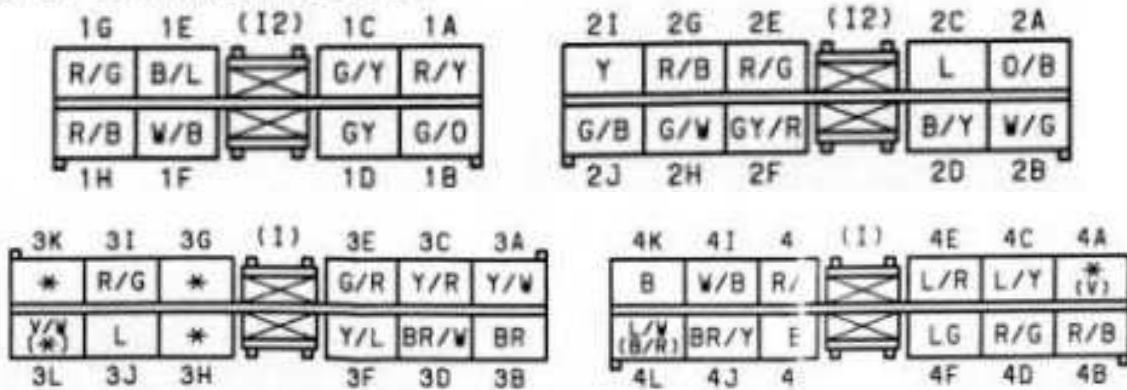 1G 1E (I2) 1C 1A
R/G B/L G/Y R/Y
R/B W/B GY G/O
1H 1F 1D 1B
2I 2G 2E (I2) 2C 2A
Y R/B R/G L O/B
G/B G/W GY/R B/Y W/G
2J 2H 2F 2D 2B
3K 3I 3G (I) 3E 3C 3A
* R/G * G/R Y/R Y/W
(*) L * Y/L BR/W BR
3L 3J 3H 3F 3D 3B
4K 4I 4 (I) 4E 4C 4A
B W/B R/ L/R L/Y * (V)
L/W (B/R) BR/Y LG R/G R/B
4L 4J 4 4F 4D 4B